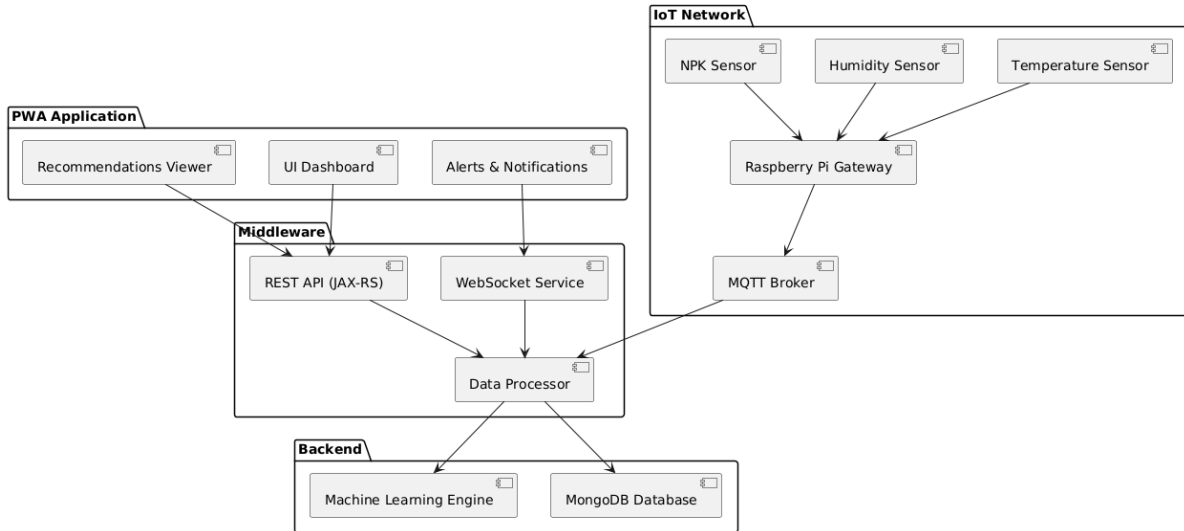 IoT Network
NPK Sensor
Humidity Sensor
Temperature Sensor
PWA Application
Recommendations Viewer
UI Dashboard
Alerts & Notifications
Raspberry Pi Gateway
Middleware
REST API (JAX-RS)
WebSocket Service
MQTT Broker
Data Processor
Backend
Machine Learning Engine
MongoDB Database